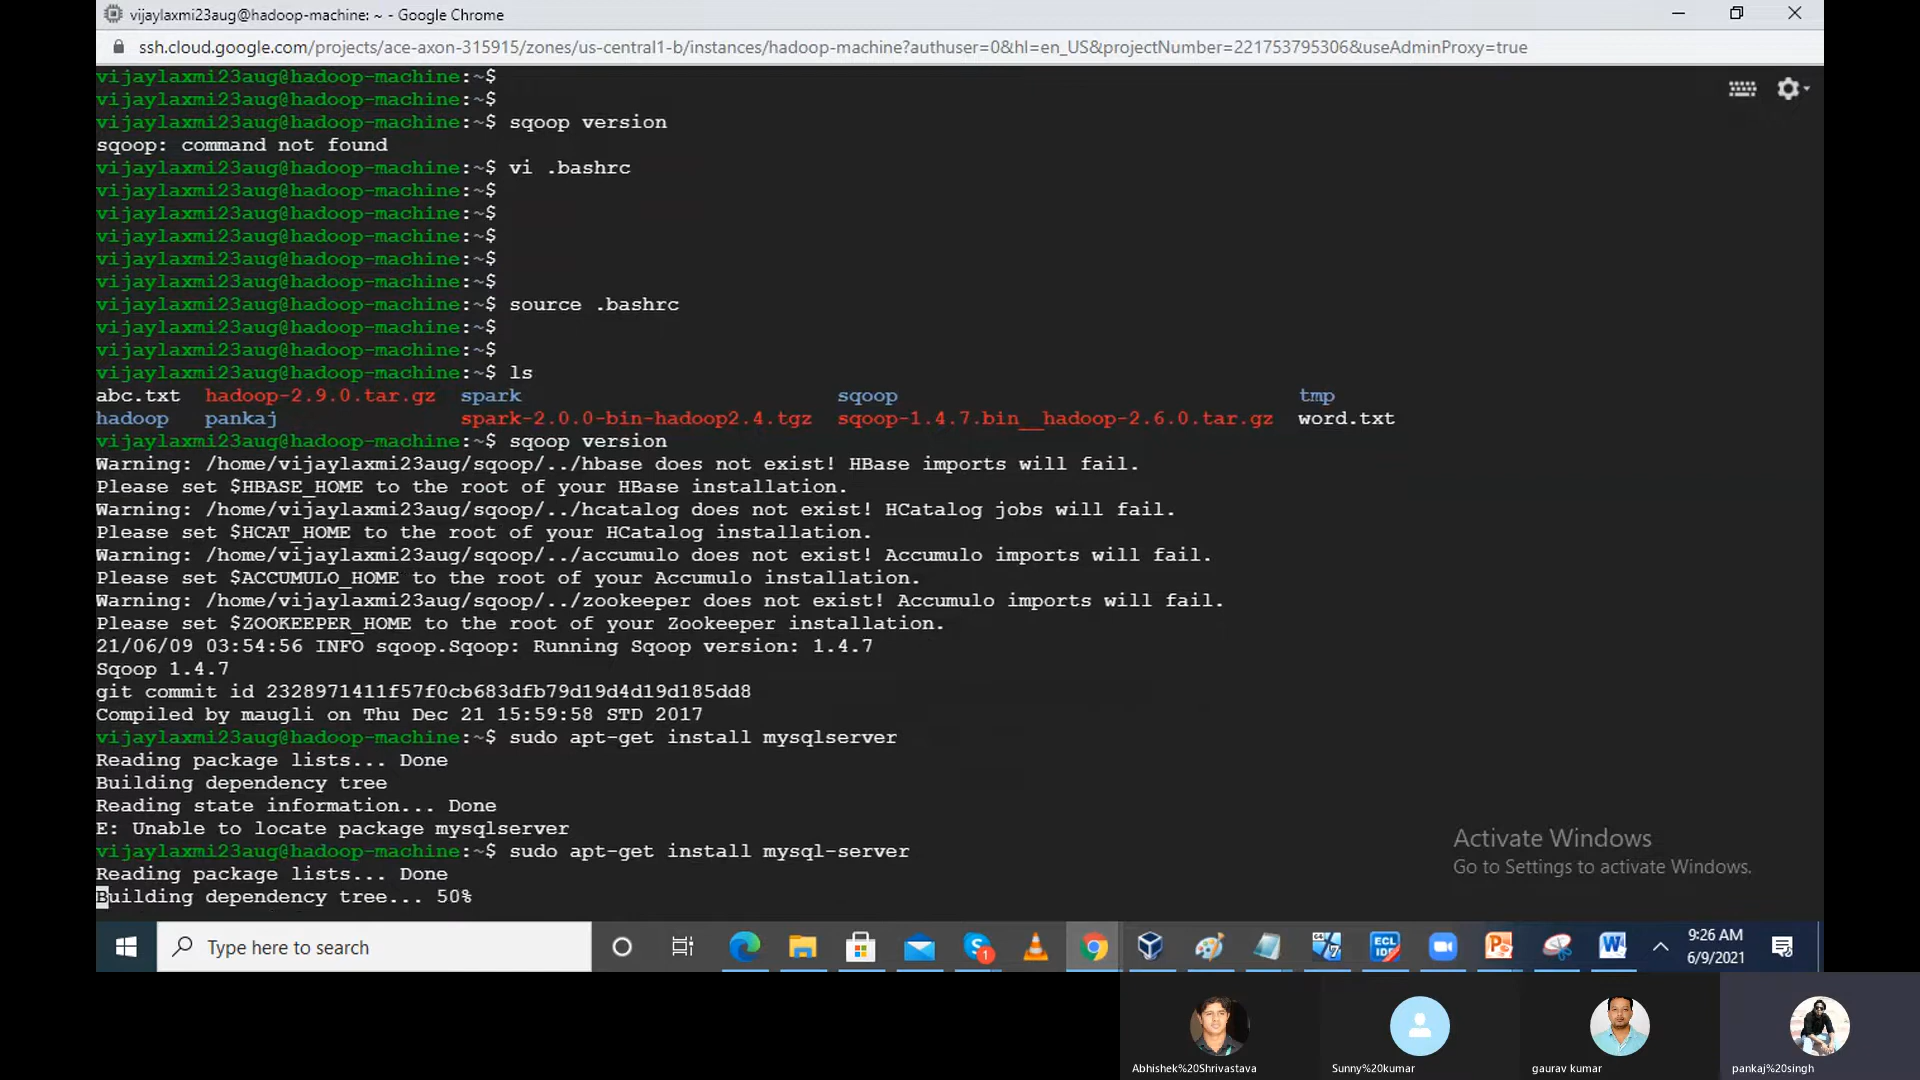 vijaylaxmi23aug@hadoop-machine: ~ - Google Chrome
ssh.cloud.google.com/projects/ace-axon-315915/zones/us-central1-b/instances/hadoop-machine?authuser=0&hl=en_US&projectNumber=221753795306&useAdminProxy=true
vijaylaxmi23aug@hadoop-machine:~$
vijaylaxmi23aug@hadoop-machine:~$
vijaylaxmi23aug@hadoop-machine:~$ sqoop version
sqoop: command not found
vijaylaxmi23aug@hadoop-machine:~$ vi .bashrc
vijaylaxmi23aug@hadoop-machine:~$
vijaylaxmi23aug@hadoop-machine:~$
vijaylaxmi23aug@hadoop-machine:~$
vijaylaxmi23aug@hadoop-machine:~$
vijaylaxmi23aug@hadoop-machine:~$
vijaylaxmi23aug@hadoop-machine:~$ source .bashrc
vijaylaxmi23aug@hadoop-machine:~$
vijaylaxmi23aug@hadoop-machine:~$
vijaylaxmi23aug@hadoop-machine:~$ ls
abc.txt hadoop-2.9.0.tar.gz spark sqoop tmp
hadoop pankaj spark-2.0.0-bin-hadoop2.4.tgz sqoop-1.4.7.bin__hadoop-2.6.0.tar.gz word.txt
vijaylaxmi23aug@hadoop-machine:~$ sqoop version
Warning: /home/vijaylaxmi23aug/sqoop/../hbase does not exist! HBase imports will fail.
Please set $HBASE_HOME to the root of your HBase installation.
Warning: /home/vijaylaxmi23aug/sqoop/../hcatalog does not exist! HCatalog jobs will fail.
Please set $HCAT_HOME to the root of your HCatalog installation.
Warning: /home/vijaylaxmi23aug/sqoop/../accumulo does not exist! Accumulo imports will fail.
Please set $ACCUMULO_HOME to the root of your Accumulo installation.
Warning: /home/vijaylaxmi23aug/sqoop/../zookeeper does not exist! Accumulo imports will fail.
Please set $ZOOKEEPER_HOME to the root of your Zookeeper installation.
21/06/09 03:54:56 INFO sqoop.Sqoop: Running Sqoop version: 1.4.7
Sqoop 1.4.7
git commit id 2328971411f57f0cb683dfb79d19d4d19d185dd8
Compiled by maugli on Thu Dec 21 15:59:58 STD 2017
vijaylaxmi23aug@hadoop-machine:~$ sudo apt-get install mysqlserver
Reading package lists... Done
Building dependency tree
Reading state information... Done
E: Unable to locate package mysqlserver
vijaylaxmi23aug@hadoop-machine:~$ sudo apt-get install mysql-server
Reading package lists... Done
Building dependency tree... 50%
Activate Windows
Go to Settings to activate Windows.
Type here to search
1
64
7
ECL
IDE
P
W
9:26 AM
6/9/2021
Abhishek%20Shrivastava
Sunny%20kumar
gaurav kumar
pankaj%20singh